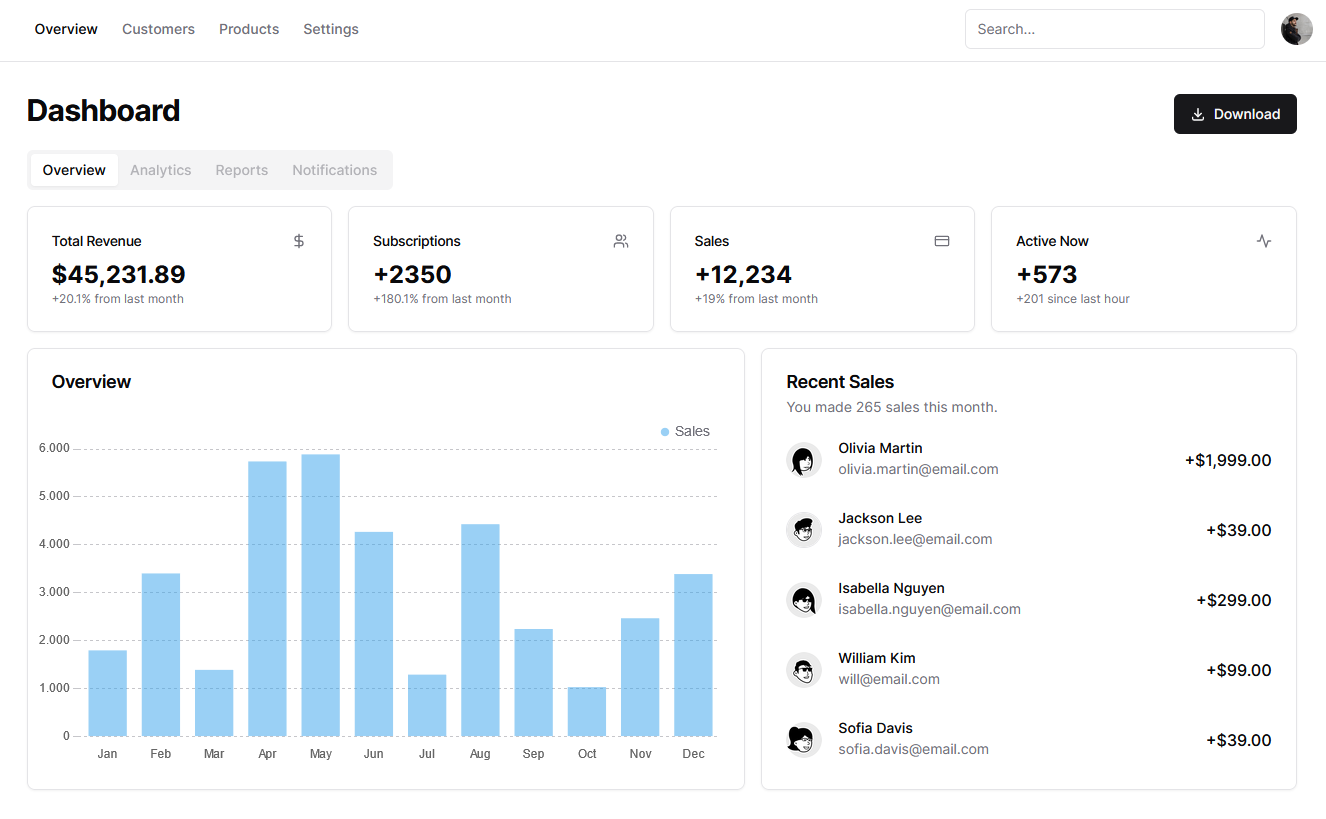 Overview Customers Products Settings Search...
Dashboard
Download
Overview Analytics Reports Notifications
Total Revenue
$45,231.89
+20.1% from last month
Subscriptions
+2350
+180.1% from last month
Sales
+12,234
+19% from last month
Active Now
+573
+201 since last hour
Overview
Sales
6.000
5.000
4.000
3.000
2.000
1.000
0
Jan Feb Mar Apr May Jun Jul Aug Sep Oct Nov Dec
Recent Sales
You made 265 sales this month.
Olivia Martin
olivia.martin@email.com
+$1,999.00
Jackson Lee
jackson.lee@email.com
+$39.00
Isabella Nguyen
isabella.nguyen@email.com
+$299.00
William Kim
will@email.com
+$99.00
Sofia Davis
sofia.davis@email.com
+$39.00